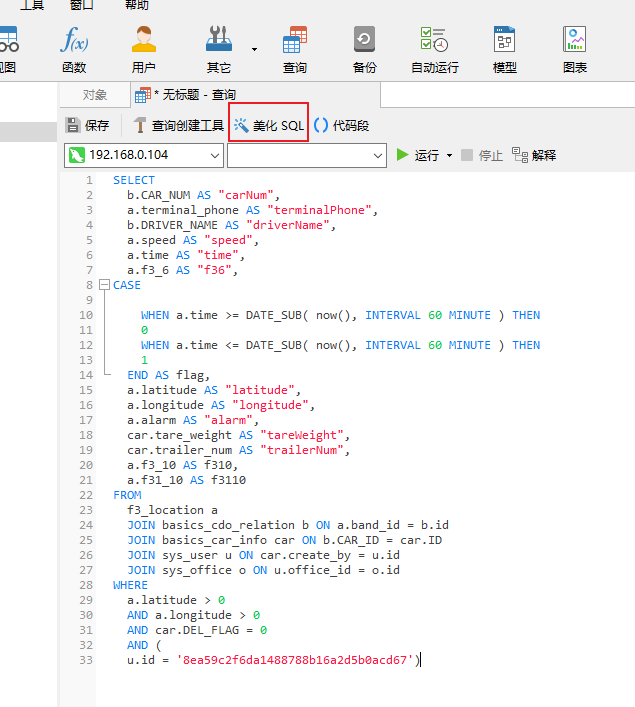 工具 窗口 帮助
视图 函数 用户 其它 查询 备份 自动运行 模型 图表
对象 * 无标题 - 查询
保存 查询创建工具 美化 SQL 代码段
192.168.0.104 运行 停止 解释
1 SELECT
2 b.CAR_NUM AS "carNum",
3 a.terminal_phone AS "terminalPhone",
4 b.DRIVER_NAME AS "driverName",
5 a.speed AS "speed",
6 a.time AS "time",
7 a.f3_6 AS "f36",
8 CASE
9
10 WHEN a.time >= DATE_SUB( now(), INTERVAL 60 MINUTE ) THEN
11 0
12 WHEN a.time <= DATE_SUB( now(), INTERVAL 60 MINUTE ) THEN
13 1
14 END AS flag,
15 a.latitude AS "latitude",
16 a.longitude AS "longitude",
17 a.alarm AS "alarm",
18 car.tare_weight AS "tareWeight",
19 car.trailer_num AS "trailerNum",
20 a.f3_10 AS f310,
21 a.f31_10 AS f3110
22 FROM
23 f3_location a
24 JOIN basics_cdo_relation b ON a.band_id = b.id
25 JOIN basics_car_info car ON b.CAR_ID = car.ID
26 JOIN sys_user u ON car.create_by = u.id
27 JOIN sys_office o ON u.office_id = o.id
28 WHERE
29 a.latitude > 0
30 AND a.longitude > 0
31 AND car.DEL_FLAG = 0
32 AND (
33 u.id = '8ea59c2f6da1488788b16a2d5b0acd67')